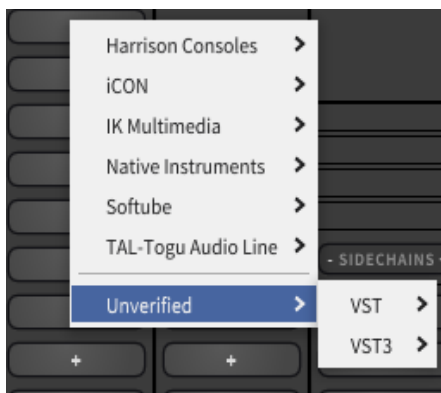 Harrison Consoles
iCON
IK Multimedia
Native Instruments
Softube
TAL-Togu Audio Line
- SIDECHAINS -
Unverified
VST
VST3
+ +